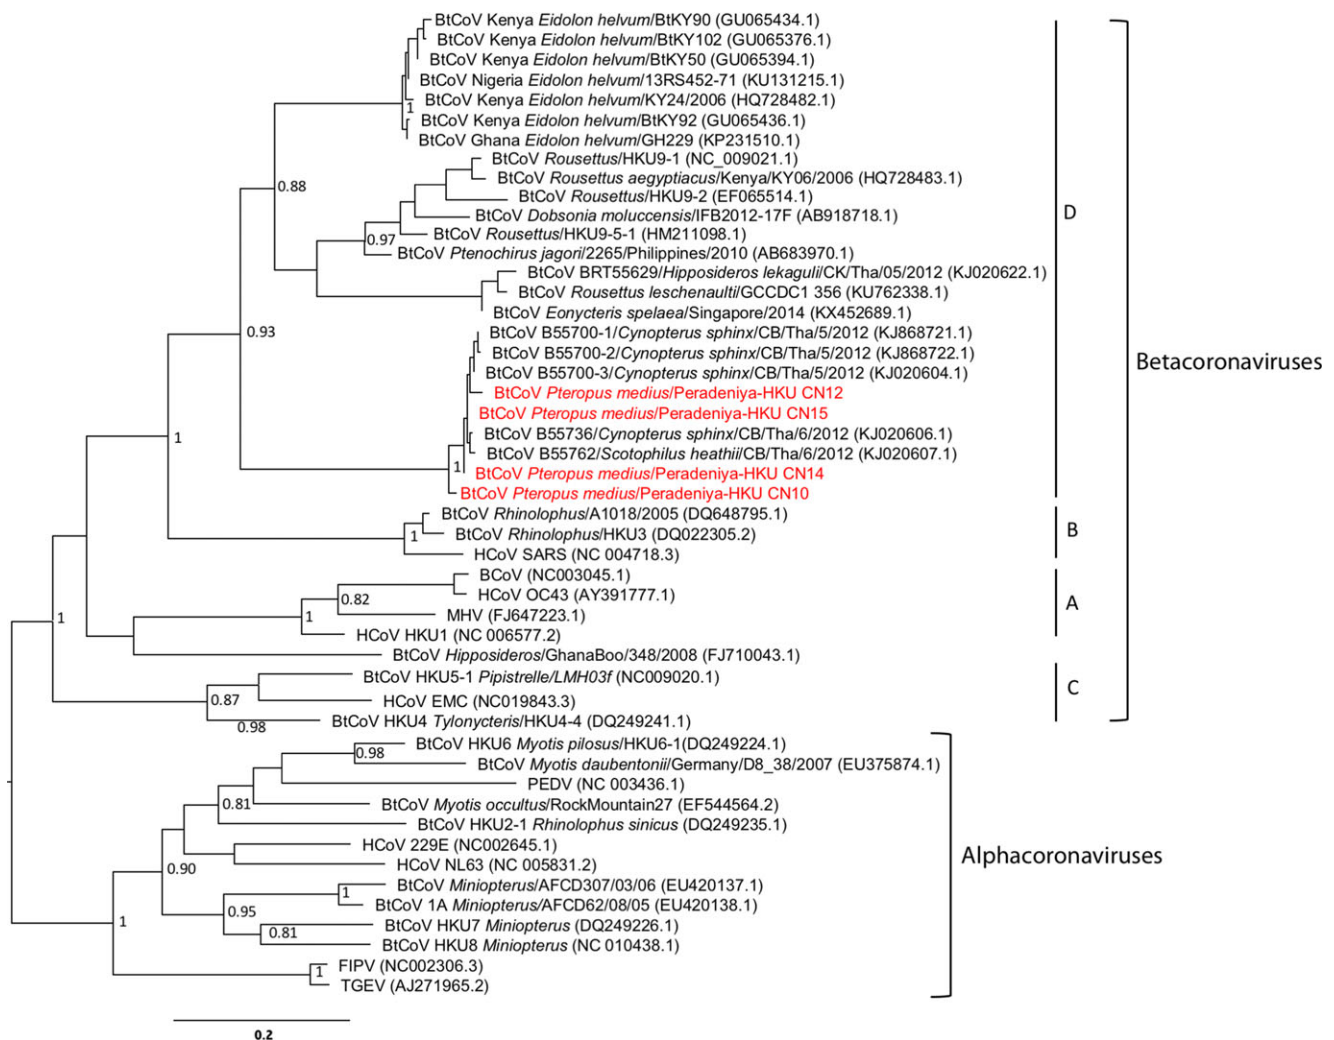 BtCoV Kenya Eidolon helvum/BtKY90 (GU065434.1)
BtCoV Kenya Eidolon helvum/BtKY102 (GU065376.1)
BtCoV Kenya Eidolon helvum/BtKY50 (GU065394.1)
BtCoV Nigeria Eidolon helvum/13RS452-71 (KU131215.1)
BtCoV Kenya Eidolon helvum/KY24/2006 (HQ728482.1)
1
BtCoV Kenya Eidolon helvum/BtKY92 (GU065436.1)
BtCoV Ghana Eidolon helvum/GH229 (KP231510.1)
BtCoV Rousettus/HKU9-1 (NC_009021.1)
BtCoV Rousettus aegyptiacus/Kenya/KY06/2006 (HQ728483.1)
0.88
BtCoV Rousettus/HKU9-2 (EF065514.1)
BtCoV Dobsonia moluccensis/IFB2012-17F (AB918718.1)
D
BtCoV Rousettus/HKU9-5-1 (HM211098.1)
0.97
BtCoV Ptenochirus jagori/2265/Philippines/2010 (AB683970.1)
BtCoV BRT55629/Hipposideros lekaguli/CK/Tha/05/2012 (KJ020622.1)
BtCoV Rousettus leschenaulti/GCCDC1 356 (KU762338.1)
BtCoV Eonycteris spelaea/Singapore/2014 (KX452689.1)
0.93
BtCoV B55700-1/Cynopterus sphinx/CB/Tha/5/2012 (KJ868721.1)
BtCoV B55700-2/Cynopterus sphinx/CB/Tha/5/2012 (KJ868722.1)
Betacoronaviruses
BtCoV B55700-3/Cynopterus sphinx/CB/Tha/5/2012 (KJ020604.1)
BtCoV Pteropus medius/Peradeniya-HKU CN12
BtCoV Pteropus medius/Peradeniya-HKU CN15
BtCoV B55736/Cynopterus sphinx/CB/Tha/6/2012 (KJ020606.1)
1
BtCoV B55762/Scotophilus heathii/CB/Tha/6/2012 (KJ020607.1)
1
BtCoV Pteropus medius/Peradeniya-HKU CN14
BtCoV Pteropus medius/Peradeniya-HKU CN10
BtCoV Rhinolophus/A1018/2005 (DQ648795.1)
1
BtCoV Rhinolophus/HKU3 (DQ022305.2)
B
HCoV SARS (NC 004718.3)
BCoV (NC003045.1)
HCoV OC43 (AY391777.1)
0.82
A
MHV (FJ647223.1)
1
1
HCoV HKU1 (NC 006577.2)
BtCoV Hipposideros/GhanaBoo/348/2008 (FJ710043.1)
BtCoV HKU5-1 Pipistrelle/LMH03f (NC009020.1)
C
0.87
HCoV EMC (NC019843.3)
0.98
BtCoV HKU4 Tylonycteris/HKU4-4 (DQ249241.1)
BtCoV HKU6 Myotis pilosus/HKU6-1(DQ249224.1)
0.98
BtCoV Myotis daubentonii/Germany/D8_38/2007 (EU375874.1)
PEDV (NC 003436.1)
0.81
BtCoV Myotis occultus/RockMountain27 (EF544564.2)
BtCoV HKU2-1 Rhinolophus sinicus (DQ249235.1)
HCoV 229E (NC002645.1)
Alphacoronaviruses
HCoV NL63 (NC 005831.2)
0.90
BtCoV Miniopterus/AFCD307/03/06 (EU420137.1)
1
BtCoV 1A Miniopterus/AFCD62/08/05 (EU420138.1)
0.95
1
BtCoV HKU7 Miniopterus (DQ249226.1)
0.81
BtCoV HKU8 Miniopterus (NC 010438.1)
FIPV (NC002306.3)
1
TGEV (AJ271965.2)
0.2